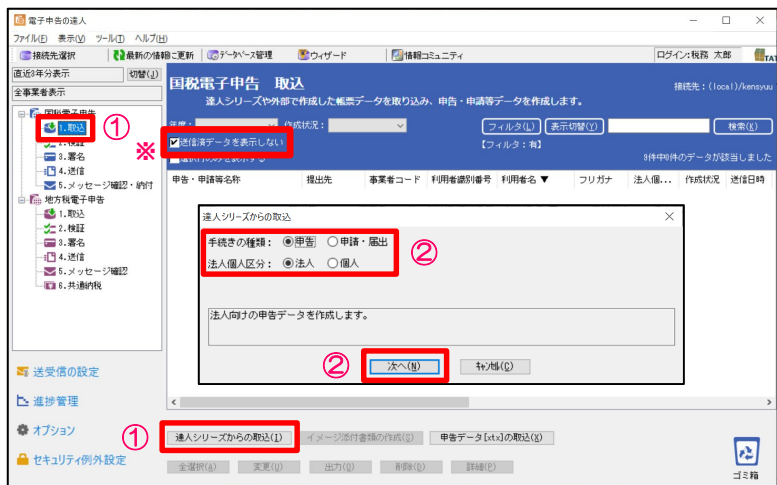 電子申告の達人
ファイル(F) 表示(V) ツール(T) ヘルプ(H)
接続先選択 最新の情報に更新 データベース管理 ウィザード 情報コミュニティ ログイン:税務 太郎
直近3年分表示 切替(J)
全事業者表示
国税電子申告 取込
接続先：(local)/kensyuu
達人シリーズや外部で作成した帳票データを取り込み、申告・申請等データを作成します。
国税電子申告
1.取込
①
2.検証
3.署名
4.送信
5.メッセージ確認・納付
地方税電子申告
1.取込
2.検証
3.署名
4.送信
5.メッセージ確認
6.共通納税
年度： 作成状況： フィルタ(L) 表示切替(Y) 検索(K)
※
送信済データを表示しない
【フィルタ：有】
9件中0件のデータが該当しました
申告・申請等名称 提出先 事業者コード 利用者識別番号 利用者名 ▼ フリガナ 法人個... 作成状況 送信日時
達人シリーズからの取込
手続きの種類： 申告 申請・届出
法人個人区分： 法人 個人
②
法人向けの申告データを作成します。
②
次へ(N) キャンセル(C)
送受信の設定
進捗管理
オプション
セキュリティ例外設定
①
達人シリーズからの取込(I) イメージ添付書類の作成(S) 申告データ[xtx]の取込(X)
全選択(A) 変更(U) 出力(O) 削除(D) 詳細(P)
ゴミ箱